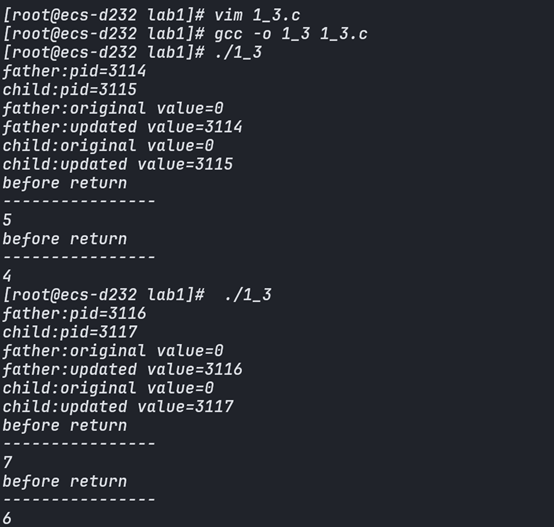 [root@ecs-d232 lab1]# vim 1_3.c
[root@ecs-d232 lab1]# gcc -o 1_3 1_3.c
[root@ecs-d232 lab1]# ./1_3
father:pid=3114
child:pid=3115
father:original value=0
father:updated value=3114
child:original value=0
child:updated value=3115
before return
----------------
5
before return
----------------
4
[root@ecs-d232 lab1]#  ./1_3
father:pid=3116
child:pid=3117
father:original value=0
father:updated value=3116
child:original value=0
child:updated value=3117
before return
----------------
7
before return
----------------
6